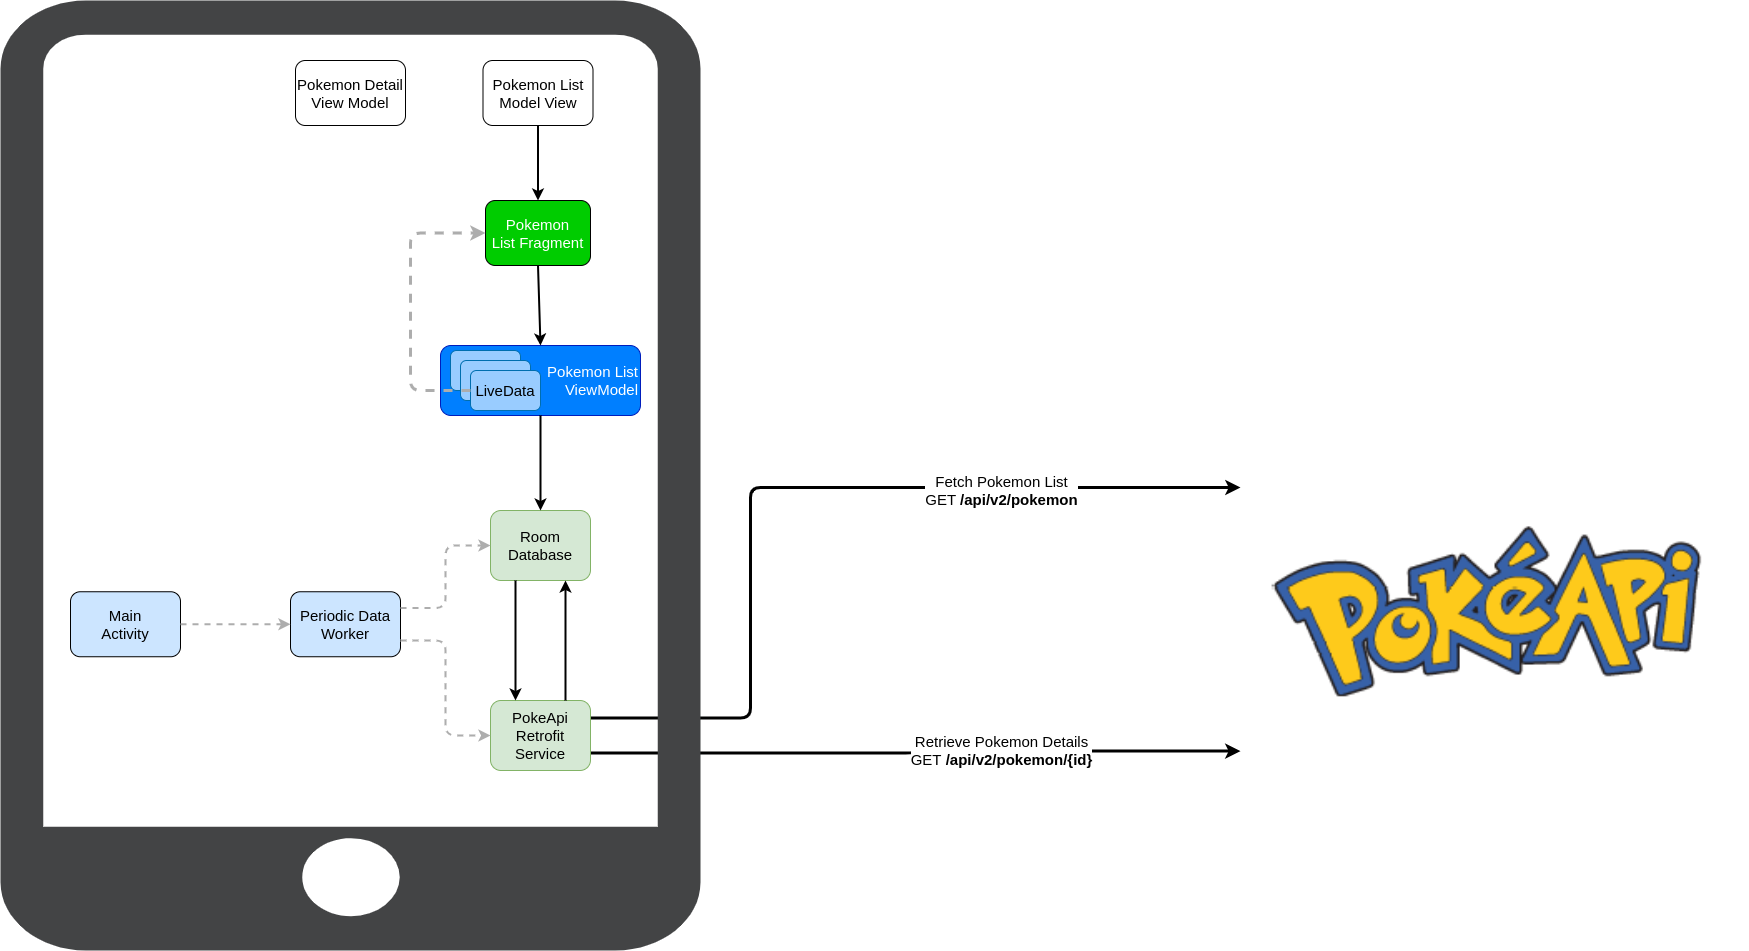 Pokemon Detail
View Model
Pokemon List
Model View
Pokemon
List Fragment
LiveData
Pokemon List
ViewModel
Room
Database
Main
Activity
Periodic Data
Worker
PokeApi
Retrofit
Service
Fetch Pokemon List
GET /api/v2/pokemon
PokéApi
Retrieve Pokemon Details
GET /api/v2/pokemon/{id}